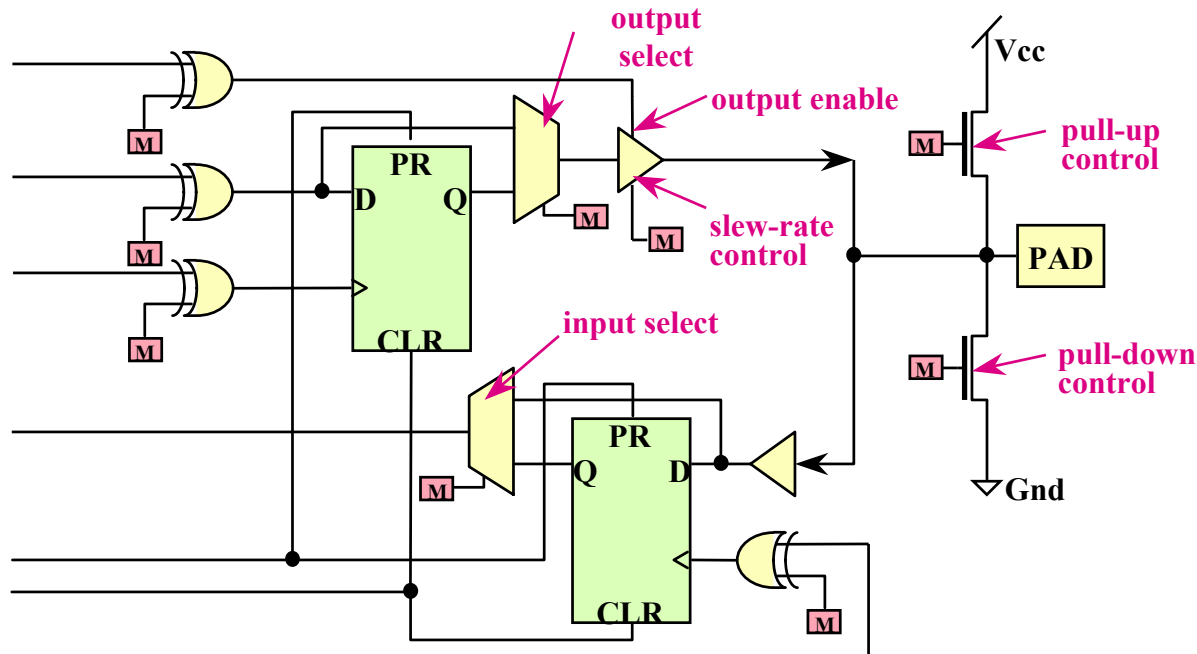 output
select
Vcc
output enable
M
M
pull-up
control
PR
D
Q
M
M
M
slew-rate
control
PAD
M
input select
CLR
M
pull-down
control
PR
Q
D
M
Gnd
CLR
M